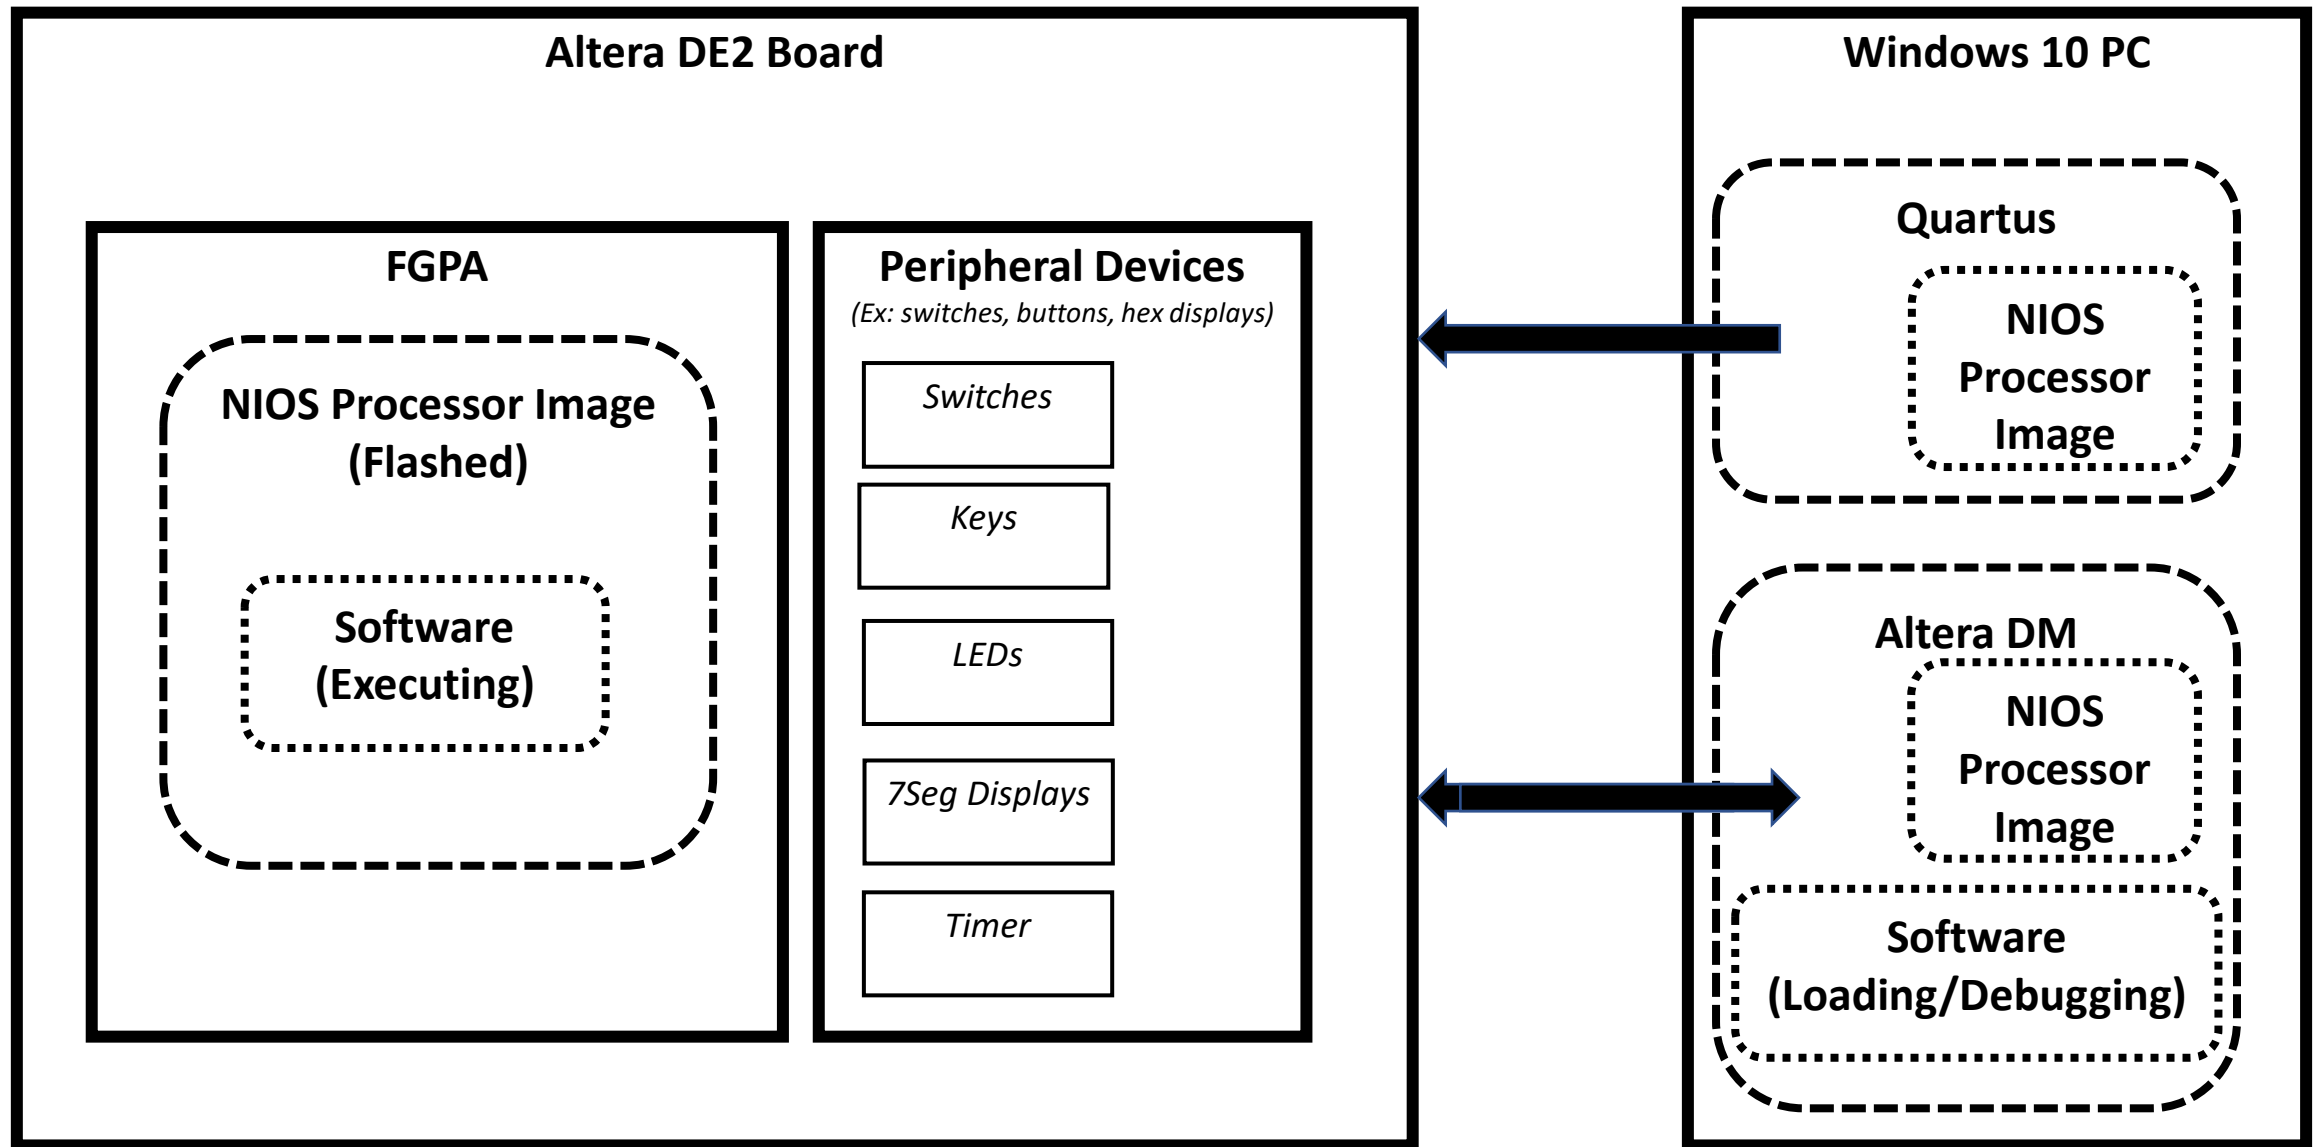 Altera DE2 Board
FGPA
NIOS Processor Image
(Flashed)
Software
(Executing)
Peripheral Devices
(Ex: switches, buttons, hex displays)
Switches
Keys
LEDs
7Seg Displays
Timer
Windows 10 PC
Quartus
NIOS
Processor
Image
Altera DM
NIOS
Processor
Image
Software
(Loading/Debugging)